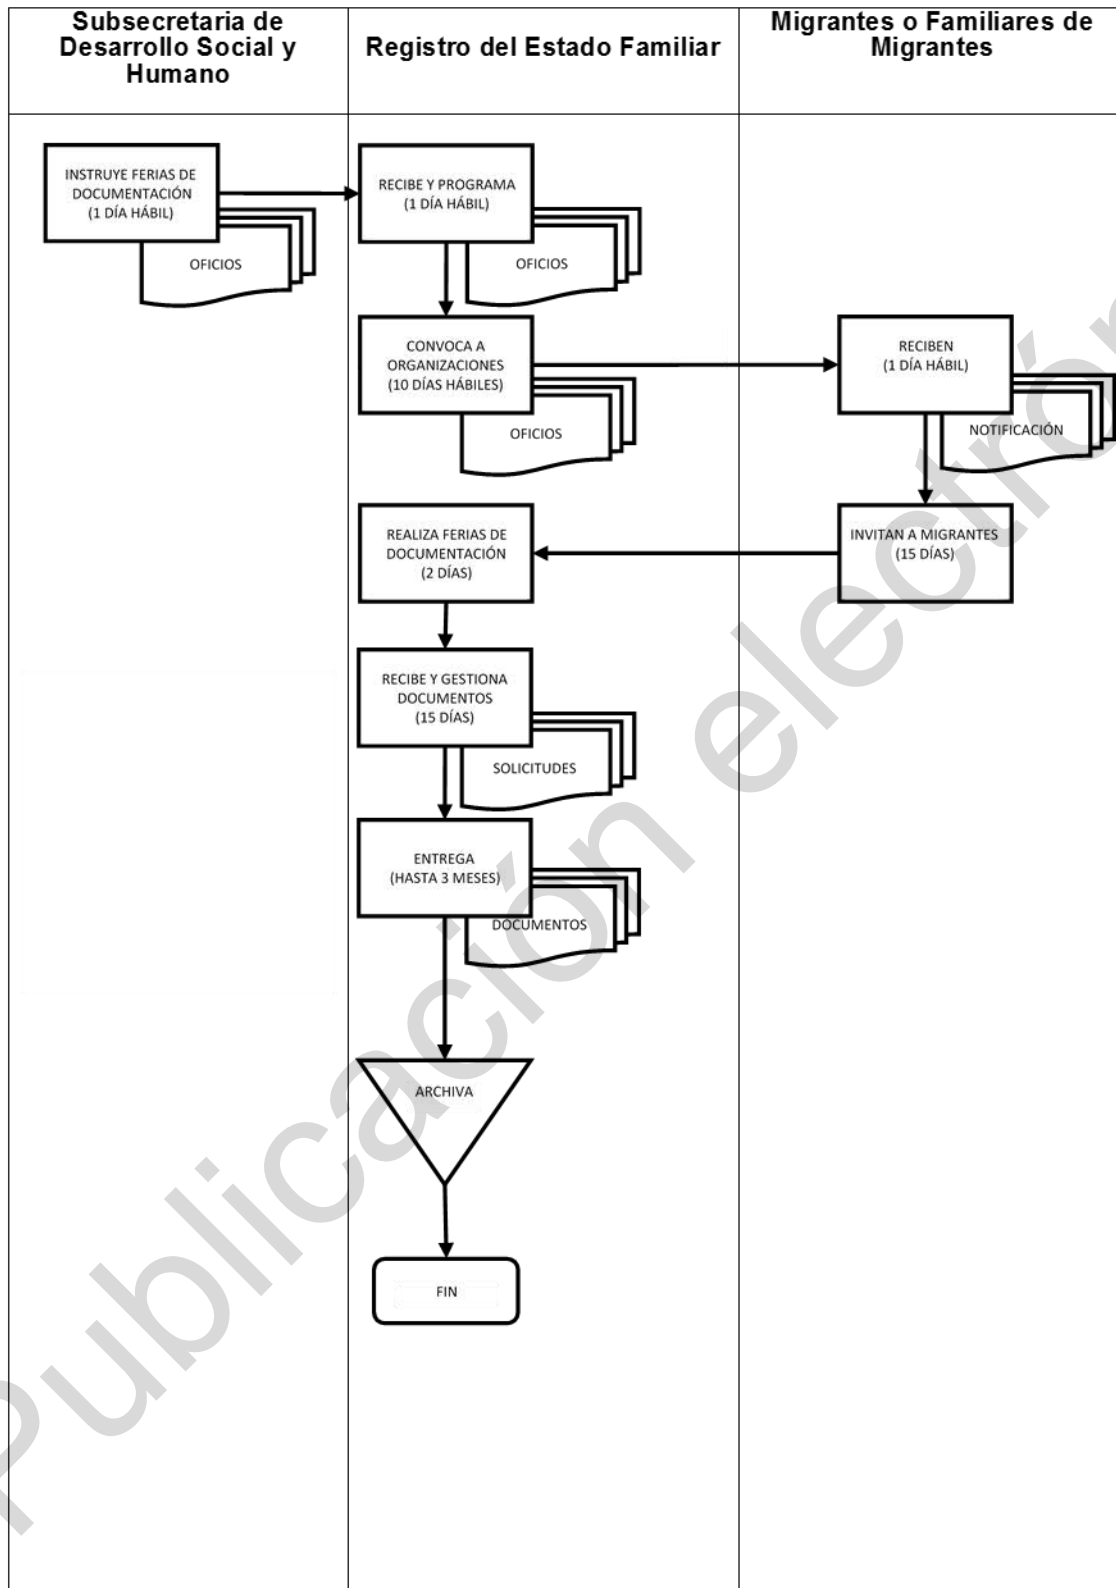 Subsecretaria de
Desarrollo Social y
Humano
Registro del Estado Familiar
Migrantes o Familiares de
Migrantes
INSTRUYE FERIAS DE
DOCUMENTACIÓN
(1 DÍA HÁBIL)
OFICIOS
RECIBE Y PROGRAMA
(1 DÍA HÁBIL)
OFICIOS
CONVOCA A
ORGANIZACIONES
(10 DÍAS HÁBILES)
OFICIOS
RECIBEN
(1 DÍA HÁBIL)
NOTIFICACIÓN
INVITAN A MIGRANTES
(15 DÍAS)
REALIZA FERIAS DE
DOCUMENTACIÓN
(2 DÍAS)
RECIBE Y GESTIONA
DOCUMENTOS
(15 DÍAS)
SOLICITUDES
ENTREGA
(HASTA 3 MESES)
DOCUMENTOS
ARCHIVA
FIN
Publicación electrón